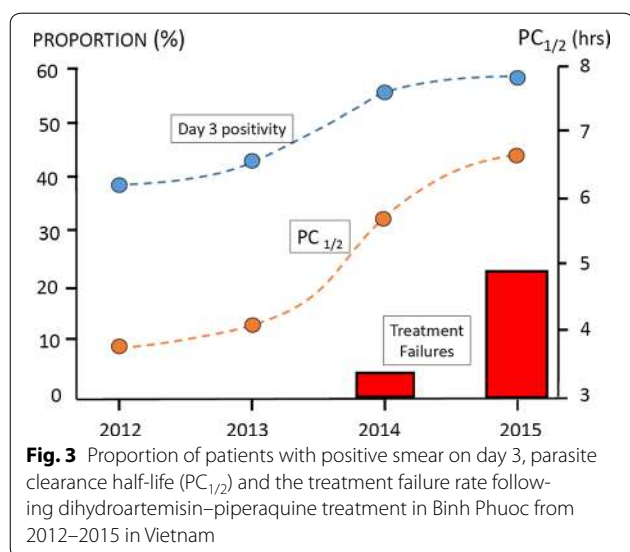 PROPORTION (%)
PC1/2 (hrs)
60
50
40
30
20
10
0
8
7
6
5
4
3
Day 3 positivity
PC 1/2
Treatment
Failures
2012
2013
2014
2015
Fig. 3 Proportion of patients with positive smear on day 3, parasite
clearance half-life (PC1/2) and the treatment failure rate follow-
ing dihydroartemisin–piperaquine treatment in Binh Phuoc from
2012–2015 in Vietnam